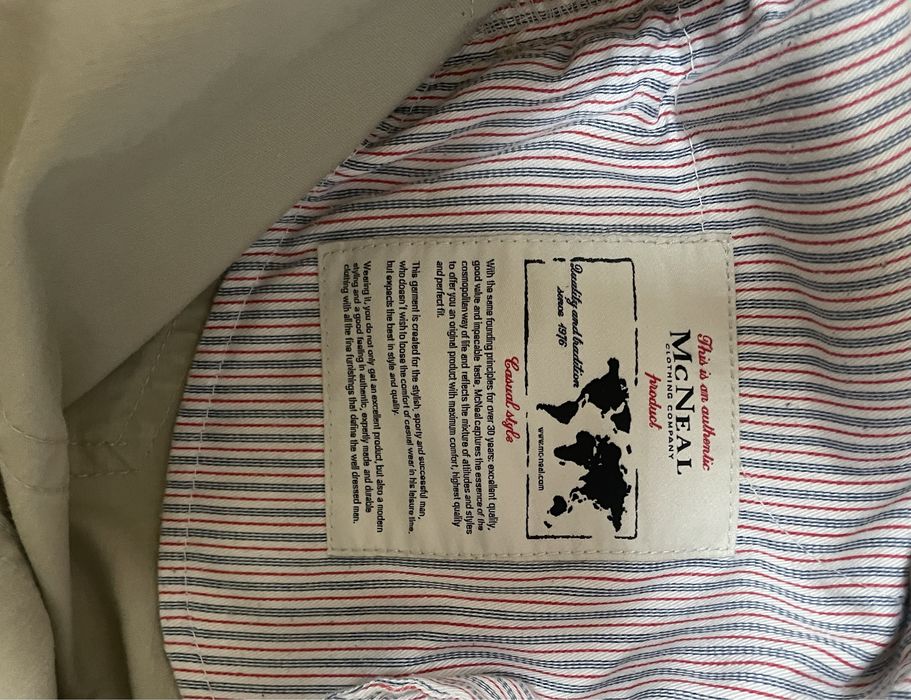 This is an authentic
McNEAL
CLOTHING COMPANY
product
Quality and tradition
since 1976
www.mc-neal.com
Casual style
With the same founding principles for over 30 years: excellent quality,
good value and impecable taste, McNeal captures the essence of the
cosmopolitan way of life and reflects the mixture of attitudes and styles
to offer you an original product with maximum comfort, highest quality
and perfect fit.
This garment is created for the stylish, sporty and successful man,
who doesn't wish to loose the comfort of casual wear in his leisure time,
but expects the best in style and quality.
Wearing it, you do not only get an excellent product, but also a modern
styling and a good feeling in authentic, expertly made and durable
clothing with all the fine furnishings that define the well dressed man.